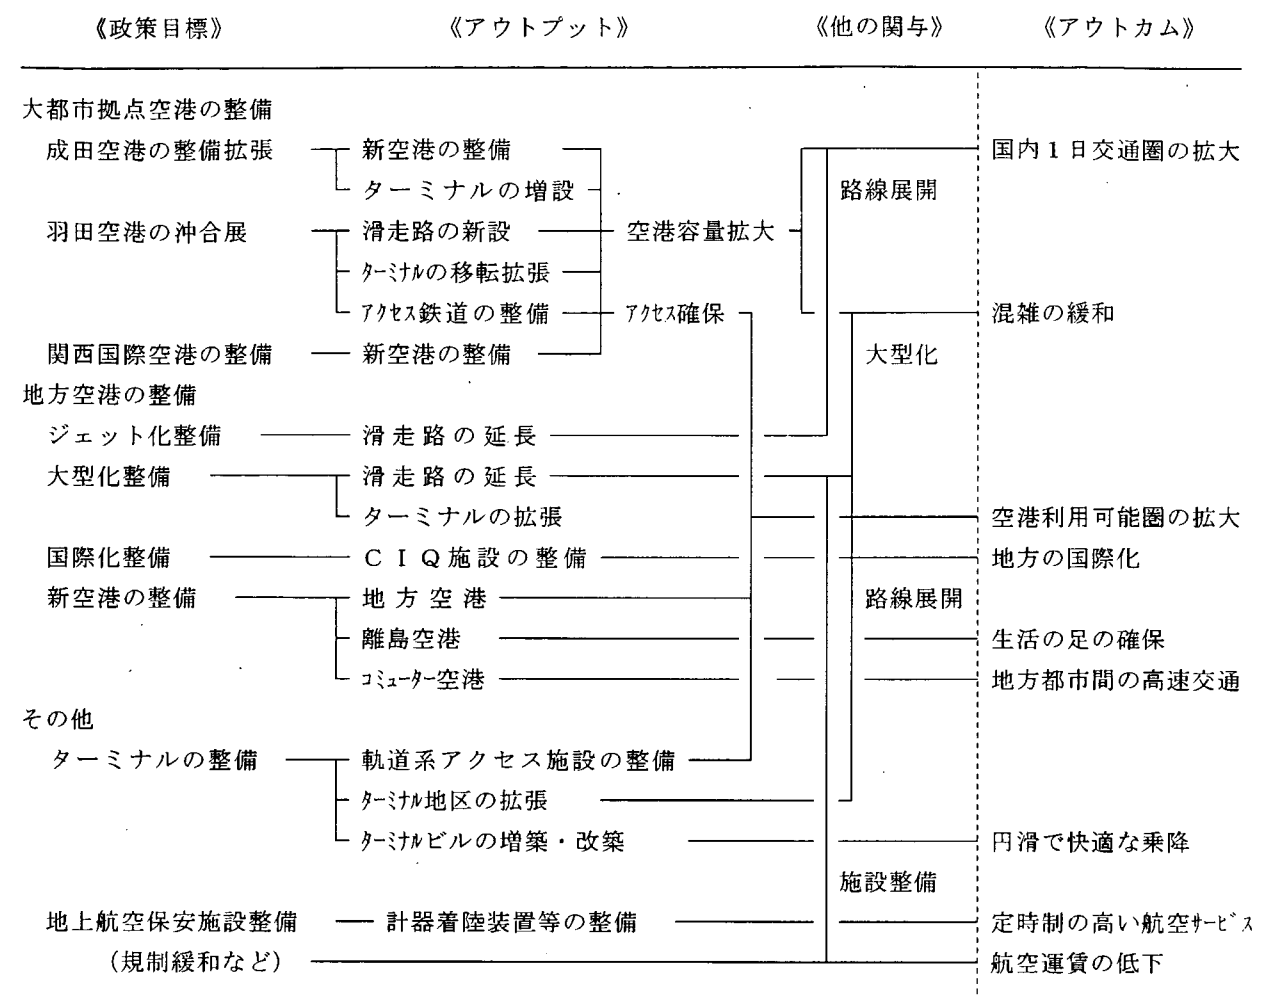 《政策目標》 《アウトプット》 《他の関与》 《アウトカム》
大都市拠点空港の整備
成田空港の整備拡張 新空港の整備 国内1日交通圏の拡大
ターミナルの増設 路線展開
羽田空港の沖合展 滑走路の新設 空港容量拡大
ﾀｰﾐﾅﾙの移転拡張
ｱｸｾｽ鉄道の整備 ｱｸｾｽ確保 混雑の緩和
関西国際空港の整備 新空港の整備 大型化
地方空港の整備
ジェット化整備 滑走路の延長
大型化整備 滑走路の延長
ターミナルの拡張 空港利用可能圏の拡大
国際化整備 CIQ施設の整備 地方の国際化
新空港の整備 地方空港 路線展開
離島空港 生活の足の確保
ｺﾐｭｰﾀｰ空港 地方都市間の高速交通
その他
ターミナルの整備 軌道系アクセス施設の整備
ﾀｰﾐﾅﾙ地区の拡張
ﾀｰﾐﾅﾙビルの増築・改築 円滑で快適な乗降
施設整備
地上航空保安施設整備 計器着陸装置等の整備 定時制の高い航空ｻｰﾋﾞｽ
（規制緩和など） 航空運賃の低下